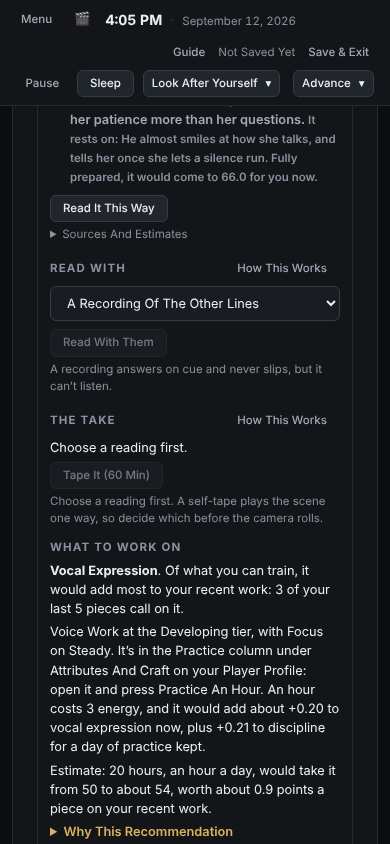 Menu 🎬 4:05 PM · September 12, 2026
Guide Not Saved Yet Save & Exit
Pause Sleep Look After Yourself ▾ Advance ▾
her patience more than her questions. It
rests on: He almost smiles at how she talks, and
tells her once she lets a silence run. Fully
prepared, it would come to 66.0 for you now.
Read It This Way
▶ Sources And Estimates
READ WITH How This Works
A Recording Of The Other Lines
Read With Them
A recording answers on cue and never slips, but it
can't listen.
THE TAKE How This Works
Choose a reading first.
Tape It (60 Min)
Choose a reading first. A self-tape plays the scene
one way, so decide which before the camera rolls.
WHAT TO WORK ON
Vocal Expression. Of what you can train, it
would add most to your recent work: 3 of your
last 5 pieces call on it.
Voice Work at the Developing tier, with Focus
on Steady. It's in the Practice column under
Attributes And Craft on your Player Profile:
open it and press Practice An Hour. An hour
costs 3 energy, and it would add about +0.20 to
vocal expression now, plus +0.21 to discipline
for a day of practice kept.
Estimate: 20 hours, an hour a day, would take it
from 50 to about 54, worth about 0.9 points a
piece on your recent work.
▶ Why This Recommendation